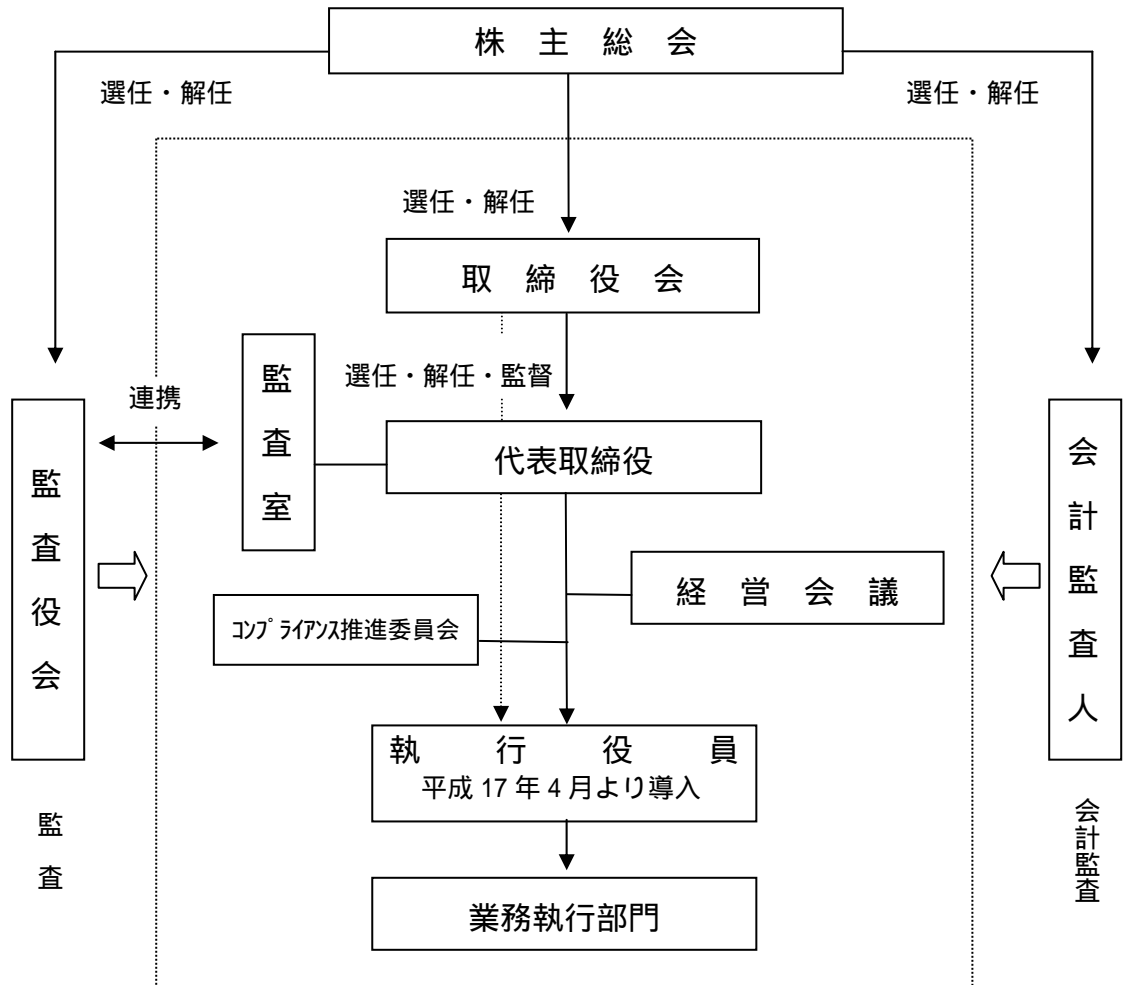 株主総会
選任・解任
選任・解任
選任・解任
取締役会
監査室
選任・解任・監督
連携
代表取締役
監査役会
会計監査人
経営会議
ｺﾝﾌﾟﾗｲｱﾝｽ推進委員会
執行役員
平成 17 年 4 月より導入
監査
会計監査
業務執行部門